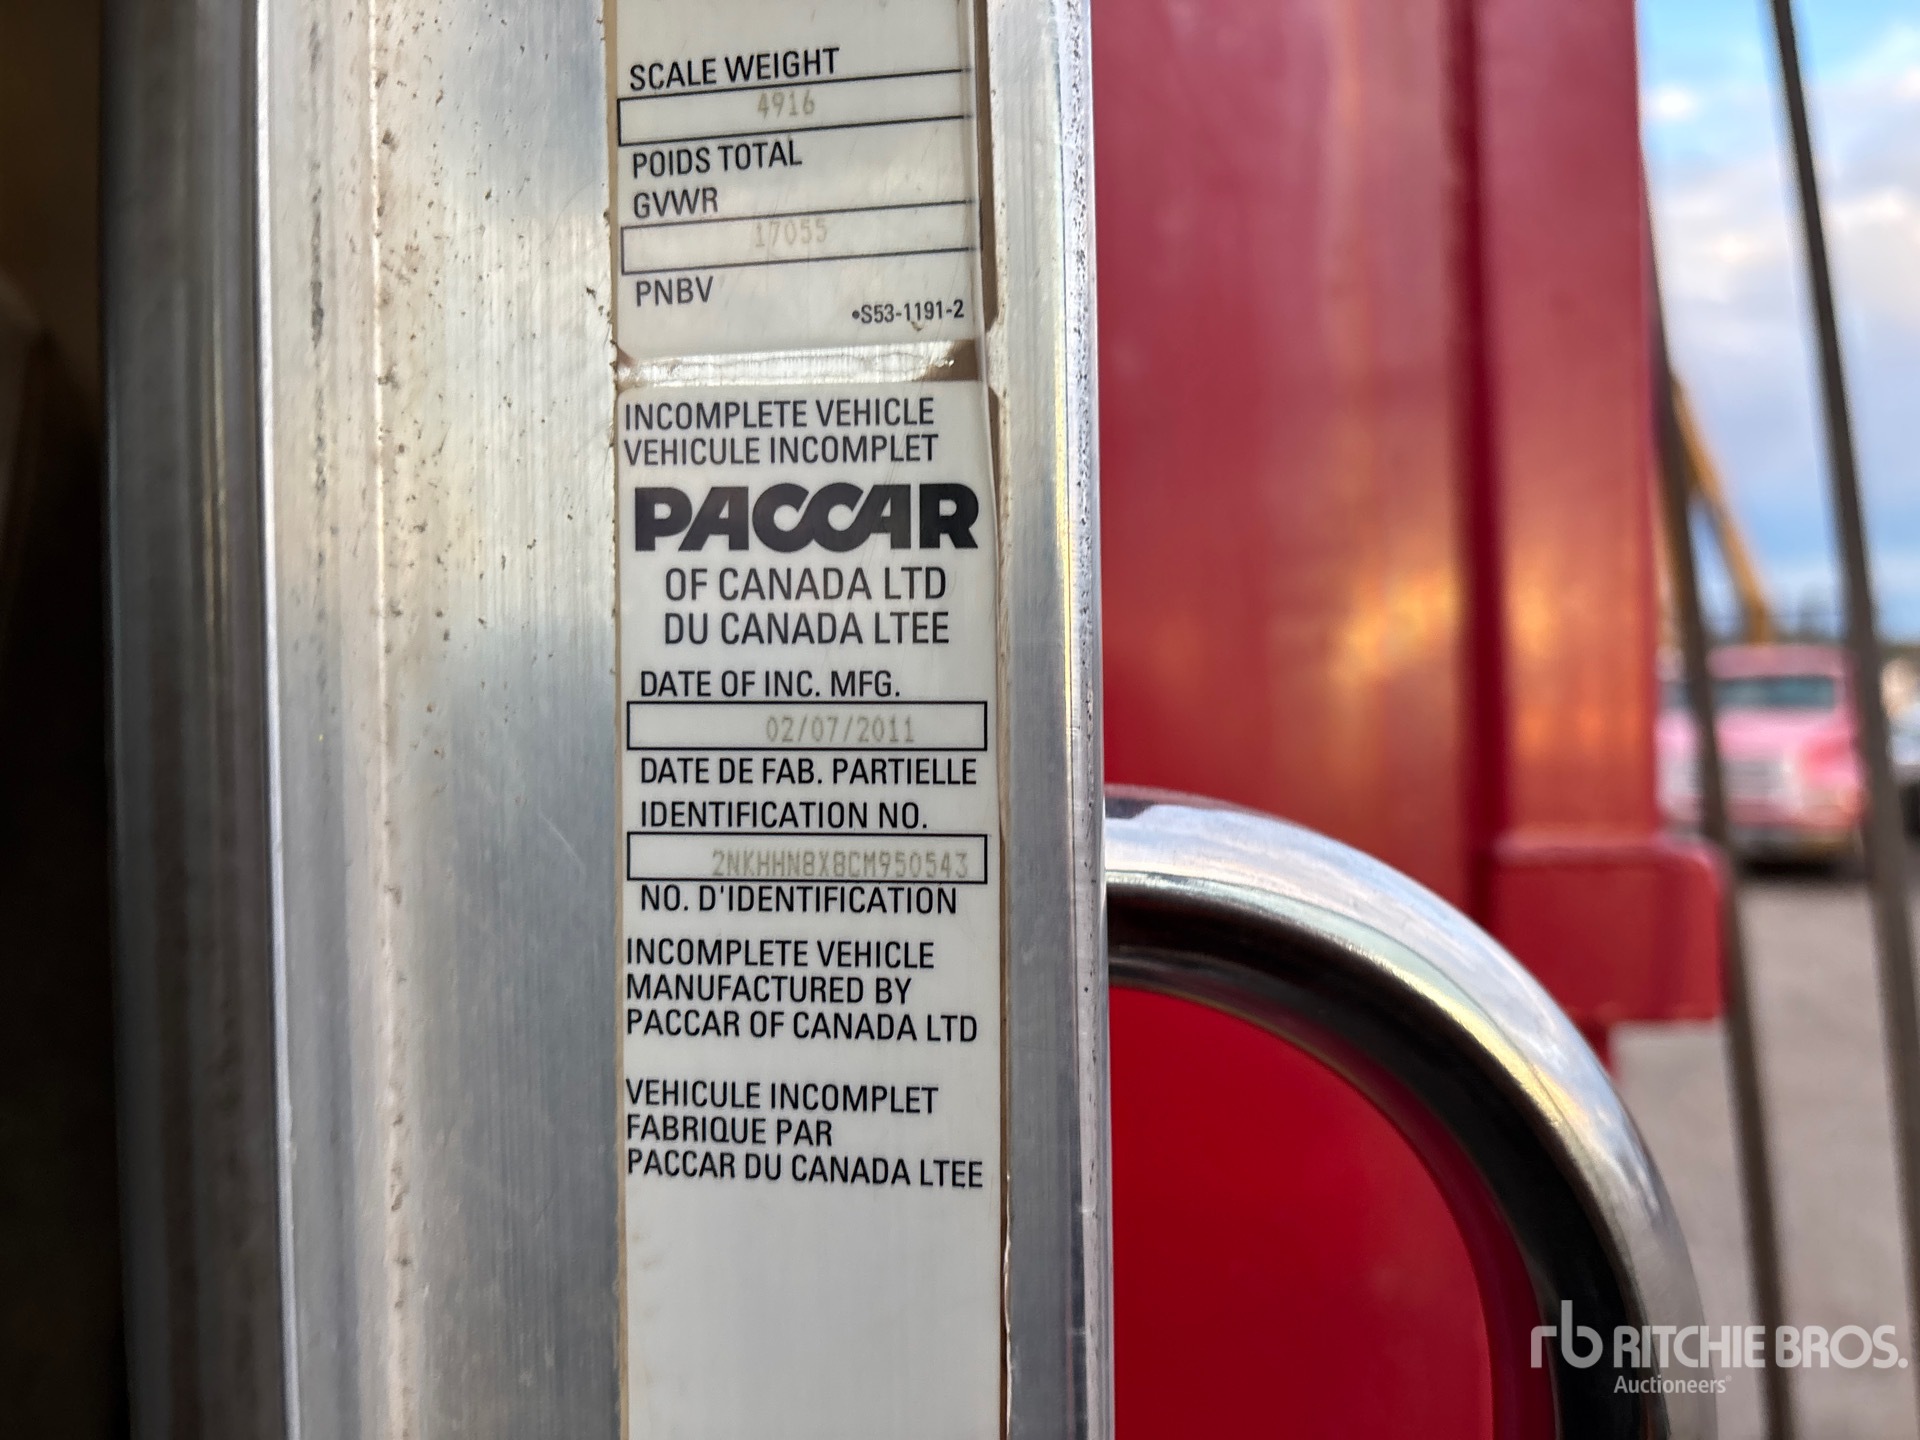 SCALE WEIGHT
4916
POIDS TOTAL
GVWR
17055
PNBV
•S53-1191-2
INCOMPLETE VEHICLE
VEHICULE INCOMPLET
PACCAR
OF CANADA LTD
DU CANADA LTEE
DATE OF INC. MFG.
02/07/2011
DATE DE FAB. PARTIELLE
IDENTIFICATION NO.
2NKHHN8X8CM950543
NO. D'IDENTIFICATION
INCOMPLETE VEHICLE
MANUFACTURED BY
PACCAR OF CANADA LTD
VEHICULE INCOMPLET
FABRIQUE PAR
PACCAR DU CANADA LTEE
rb RITCHIE BROS.
Auctioneers